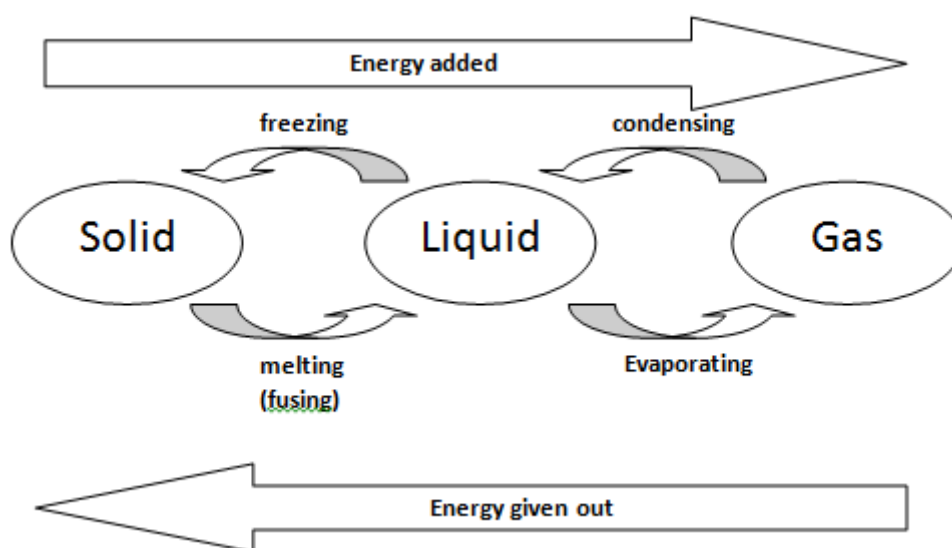 Energy added
freezing
condensing
Solid
Liquid
Gas
melting
(fusing)
Evaporating
Energy given out